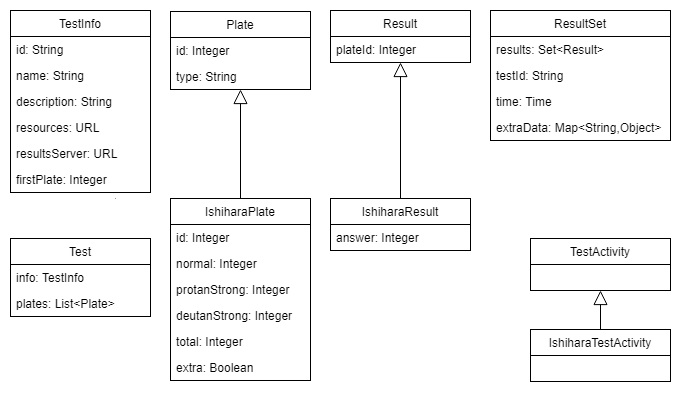 TestInfo
id: String
name: String
description: String
resources: URL
resultsServer: URL
firstPlate: Integer
Plate
id: Integer
type: String
Result
plateId: Integer
ResultSet
results: Set<Result>
testId: String
time: Time
extraData: Map<String,Object>
Test
info: TestInfo
plates: List<Plate>
IshiharaPlate
id: Integer
normal: Integer
protanStrong: Integer
deutanStrong: Integer
total: Integer
extra: Boolean
IshiharaResult
answer: Integer
TestActivity
IshiharaTestActivity